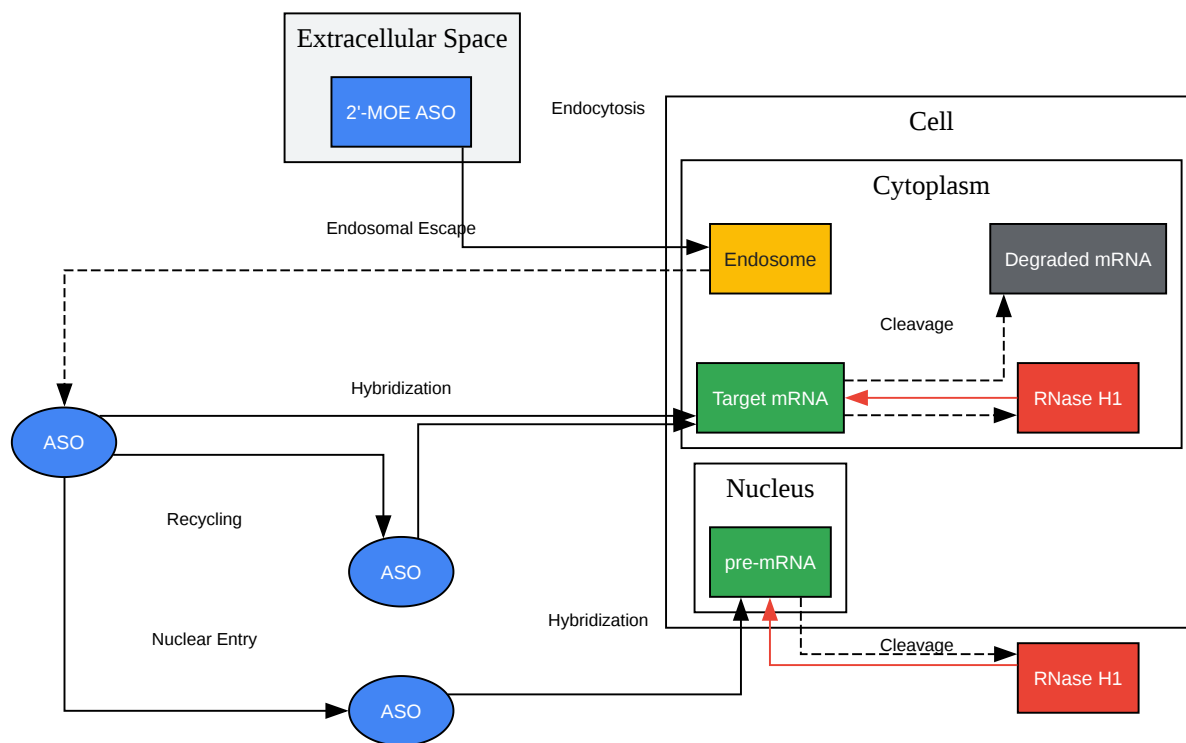 Extracellular Space
2'-MOE ASO
Endocytosis
Cell
Cytoplasm
Endosomal Escape
Endosome
Degraded mRNA
Cleavage
Hybridization
Target mRNA
RNase H1
ASO
Nucleus
Recycling
pre-mRNA
ASO
Hybridization
Nuclear Entry
Cleavage
RNase H1
ASO